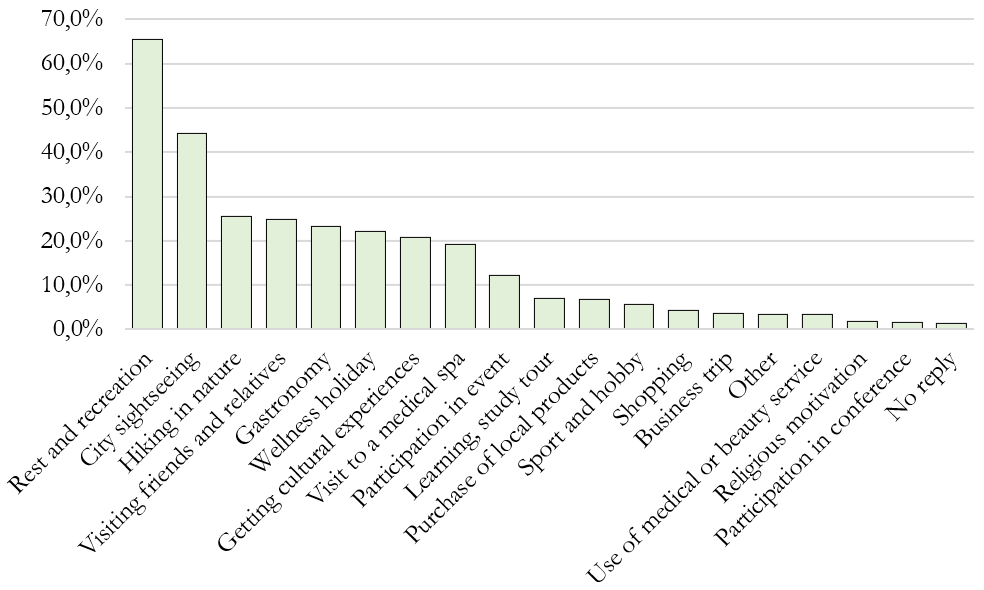 70,0%
60,0%
50,0%
40,0%
30,0%
20,0%
10,0%
0,0%
Rest and recreation
City sightseeing
Hiking in nature
Visiting friends and relatives
Gastronomy
Wellness holiday
Getting cultural experiences
Visit to a medical spa
Participation in event
Learning, study tour
Purchase of local products
Sport and hobby
Shopping
Business trip
Other
Use of medical or beauty service
Religious motivation
Participation in conference
No reply